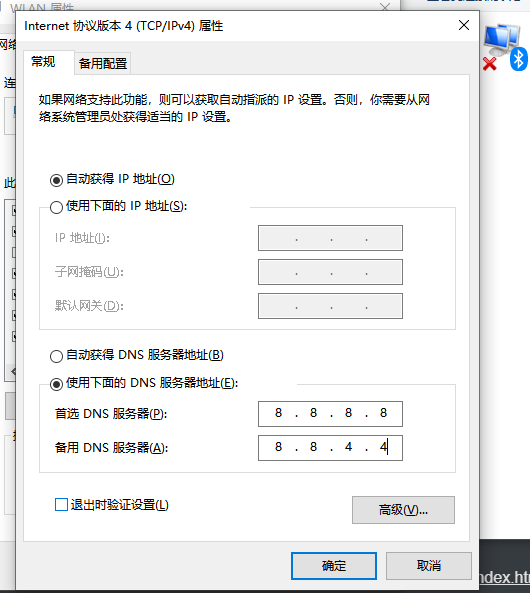 WLAN 属性
Internet 协议版本 4 (TCP/IPv4) 属性
网络
常规
备用配置
连
如果网络支持此功能，则可以获取自动指派的 IP 设置。否则，你需要从网
络系统管理员处获得适当的 IP 设置。
此
自动获得 IP 地址(O)
使用下面的 IP 地址(S):
IP 地址(I):
. . .
子网掩码(U):
. . .
默认网关(D):
. . .
自动获得 DNS 服务器地址(B)
使用下面的 DNS 服务器地址(E):
首选 DNS 服务器(P):
8 . 8 . 8 . 8
备用 DNS 服务器(A):
8 . 8 . 4 . 4
退出时验证设置(L)
高级(V)...
确定
取消
ndex.ht